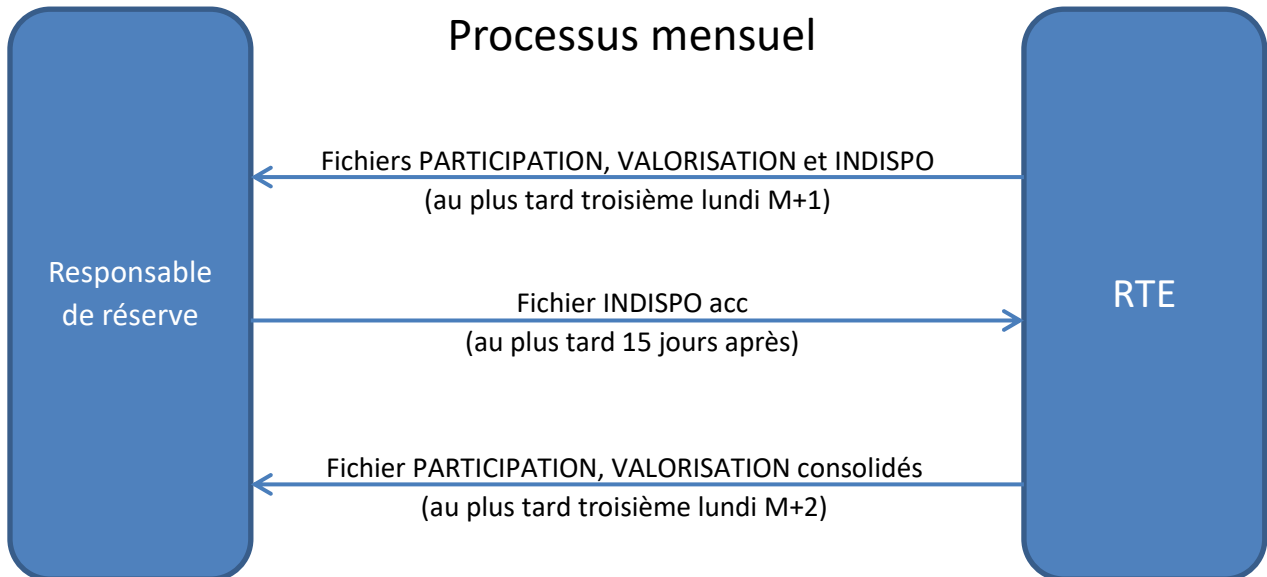 Processus mensuel
Fichiers PARTICIPATION, VALORISATION et INDISPO
(au plus tard troisième lundi M+1)
Responsable
de réserve
Fichier INDISPO acc
(au plus tard 15 jours après)
RTE
Fichier PARTICIPATION, VALORISATION consolidés
(au plus tard troisième lundi M+2)